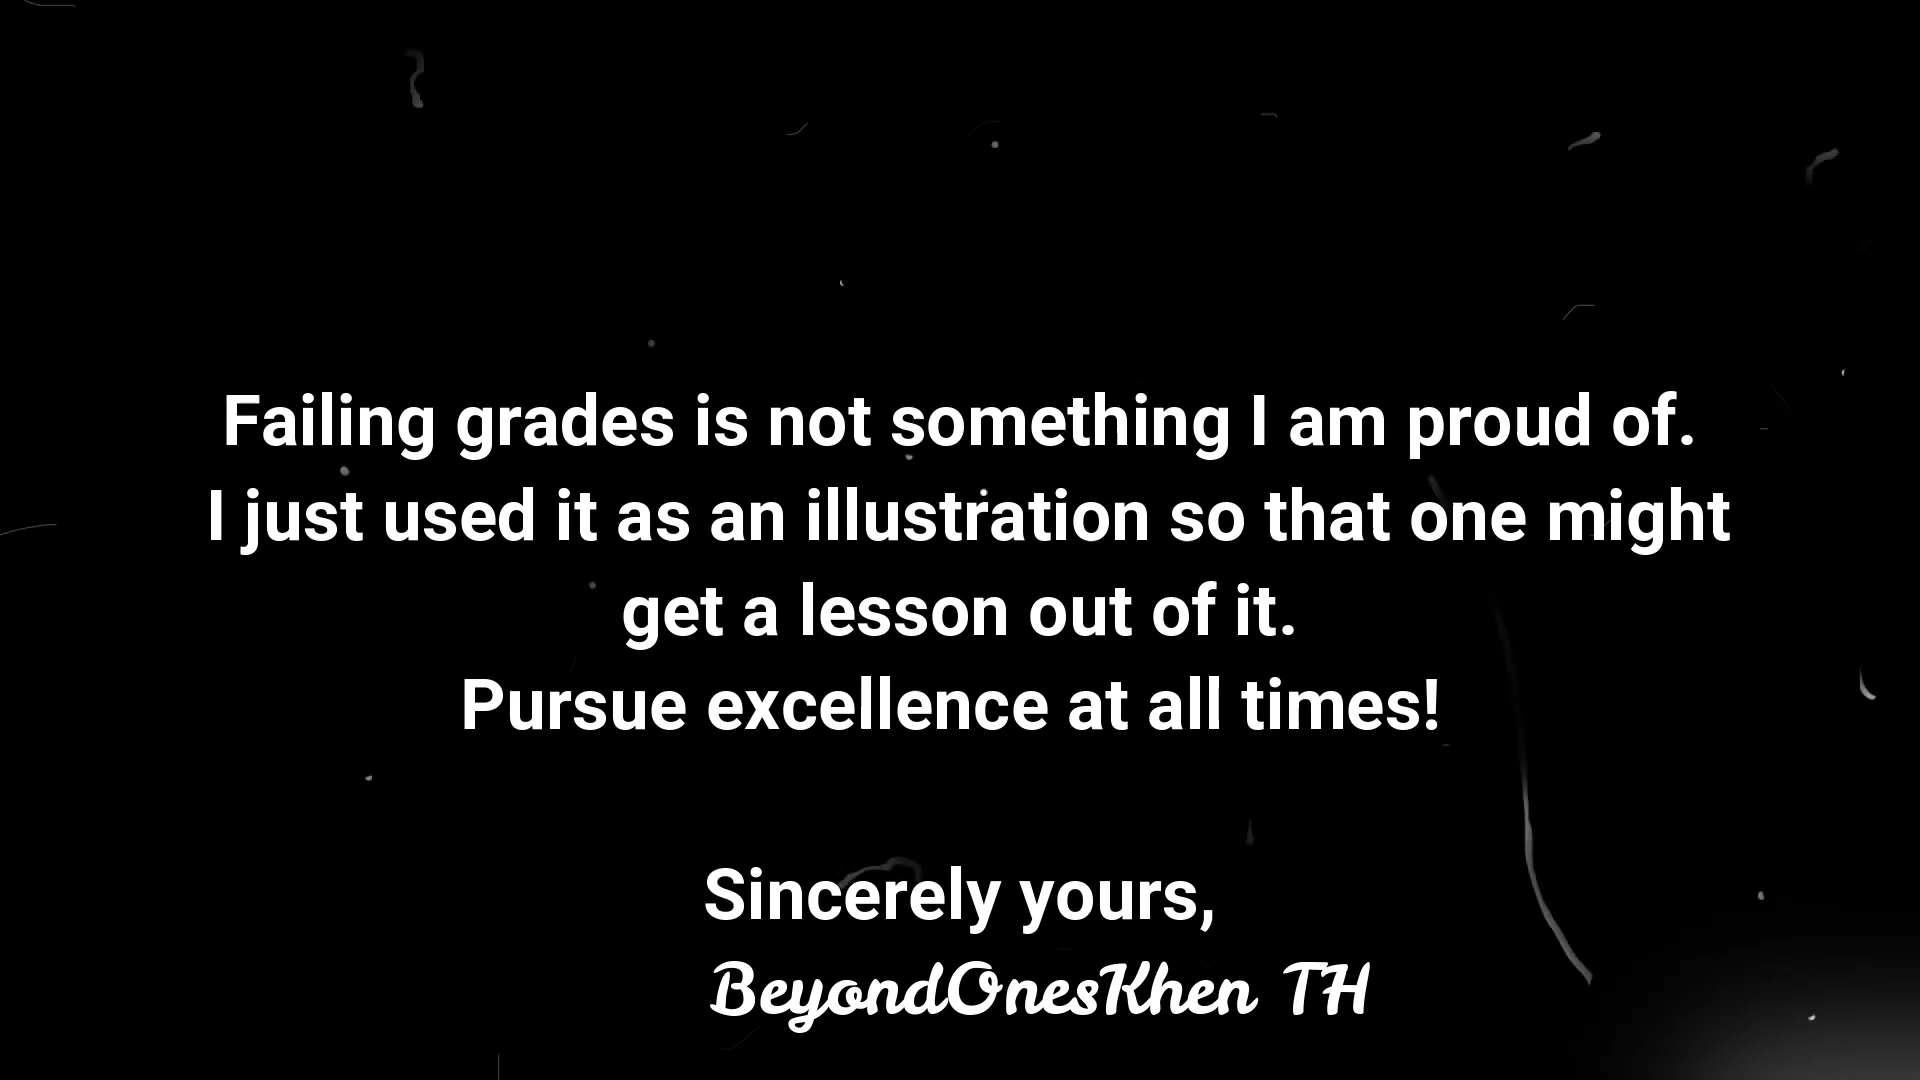 Failing grades is not something I am proud of.
I just used it as an illustration so that one might
get a lesson out of it.
Pursue excellence at all times!
Sincerely yours,
BeyondOnesKhen TH